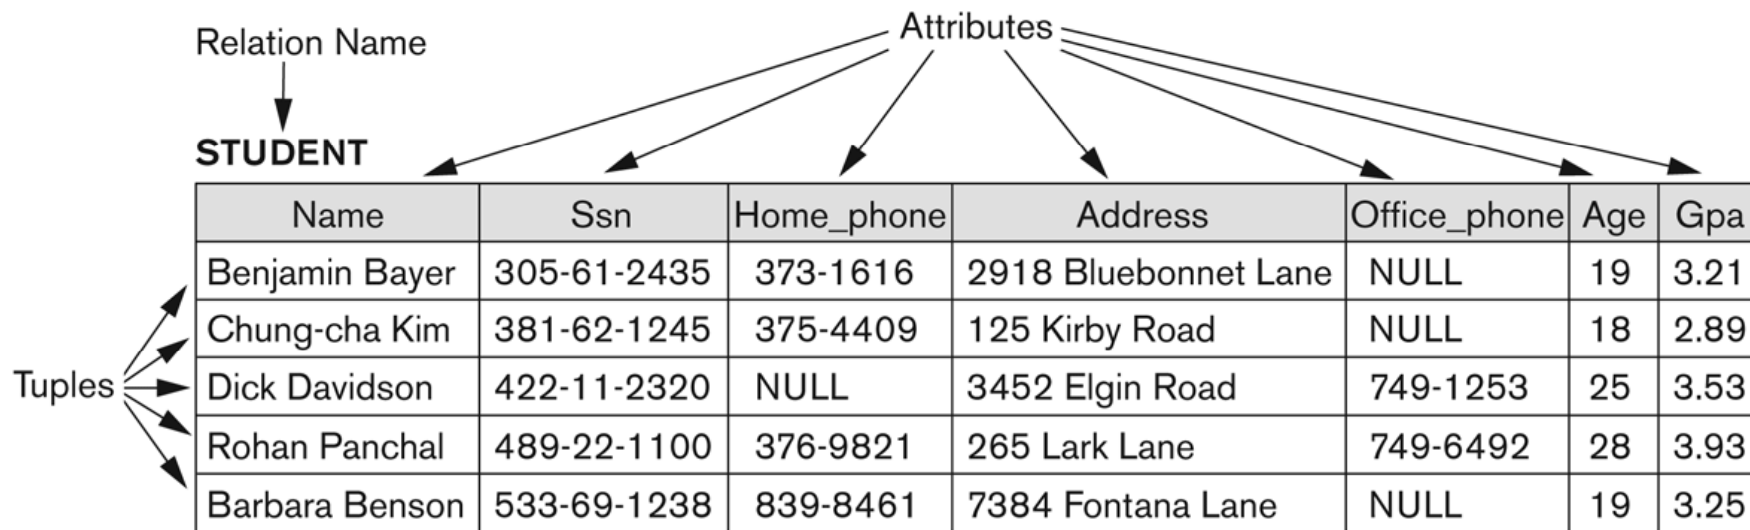 Attributes
Relation Name
STUDENT
Name Ssn Home_phone Address Office_phone Age Gpa
Benjamin Bayer 305-61-2435 373-1616 2918 Bluebonnet Lane NULL 19 3.21
Chung-cha Kim 381-62-1245 375-4409 125 Kirby Road NULL 18 2.89
Tuples Dick Davidson 422-11-2320 NULL 3452 Elgin Road 749-1253 25 3.53
Rohan Panchal 489-22-1100 376-9821 265 Lark Lane 749-6492 28 3.93
Barbara Benson 533-69-1238 839-8461 7384 Fontana Lane NULL 19 3.25